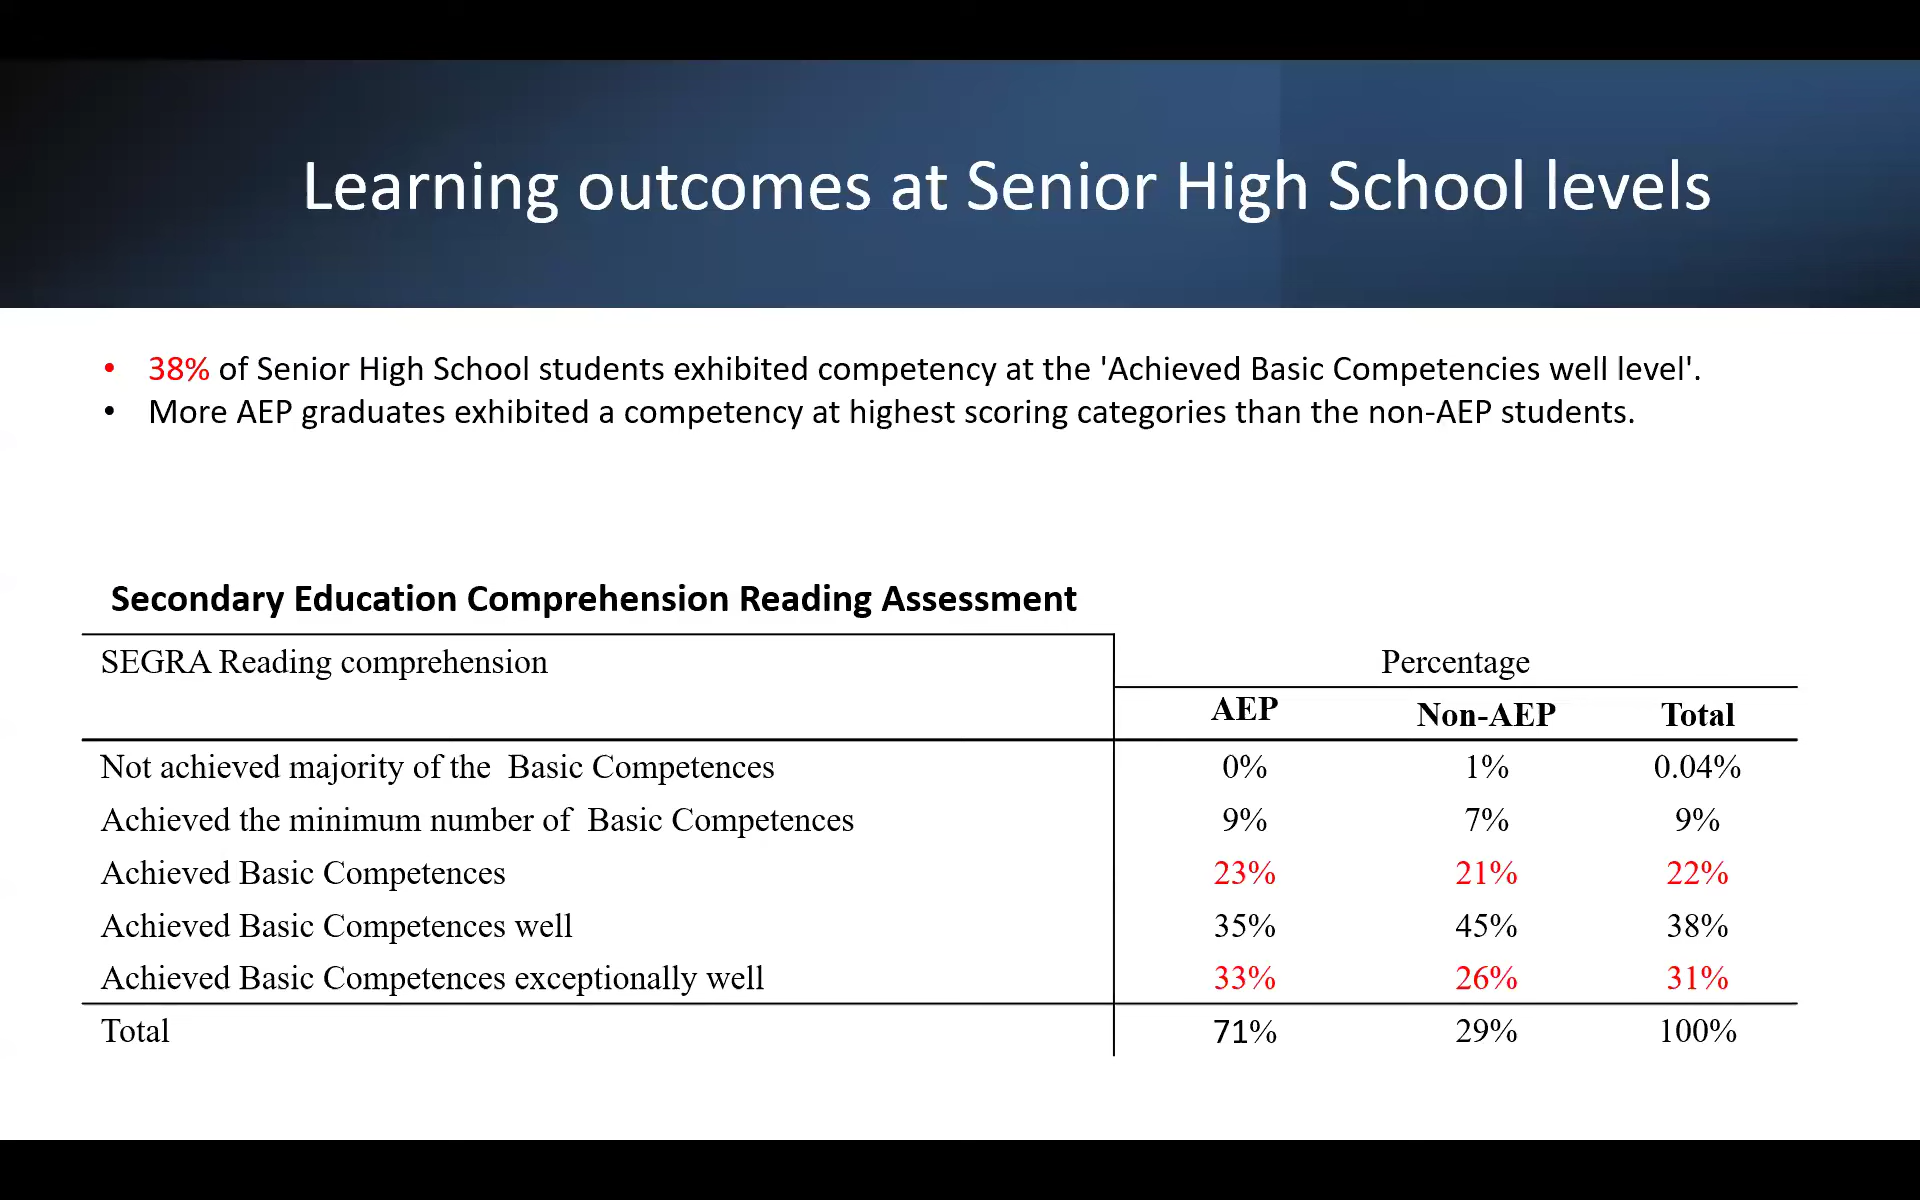 Learning outcomes at Senior High School levels
• 38% of Senior High School students exhibited competency at the 'Achieved Basic Competencies well level'.
• More AEP graduates exhibited a competency at highest scoring categories than the non-AEP students.
Secondary Education Comprehension Reading Assessment
SEGRA Reading comprehension Percentage
AEP Non-AEP Total
Not achieved majority of the Basic Competences 0% 1% 0.04%
Achieved the minimum number of Basic Competences 9% 7% 9%
Achieved Basic Competences 23% 21% 22%
Achieved Basic Competences well 35% 45% 38%
Achieved Basic Competences exceptionally well 33% 26% 31%
Total 71% 29% 100%